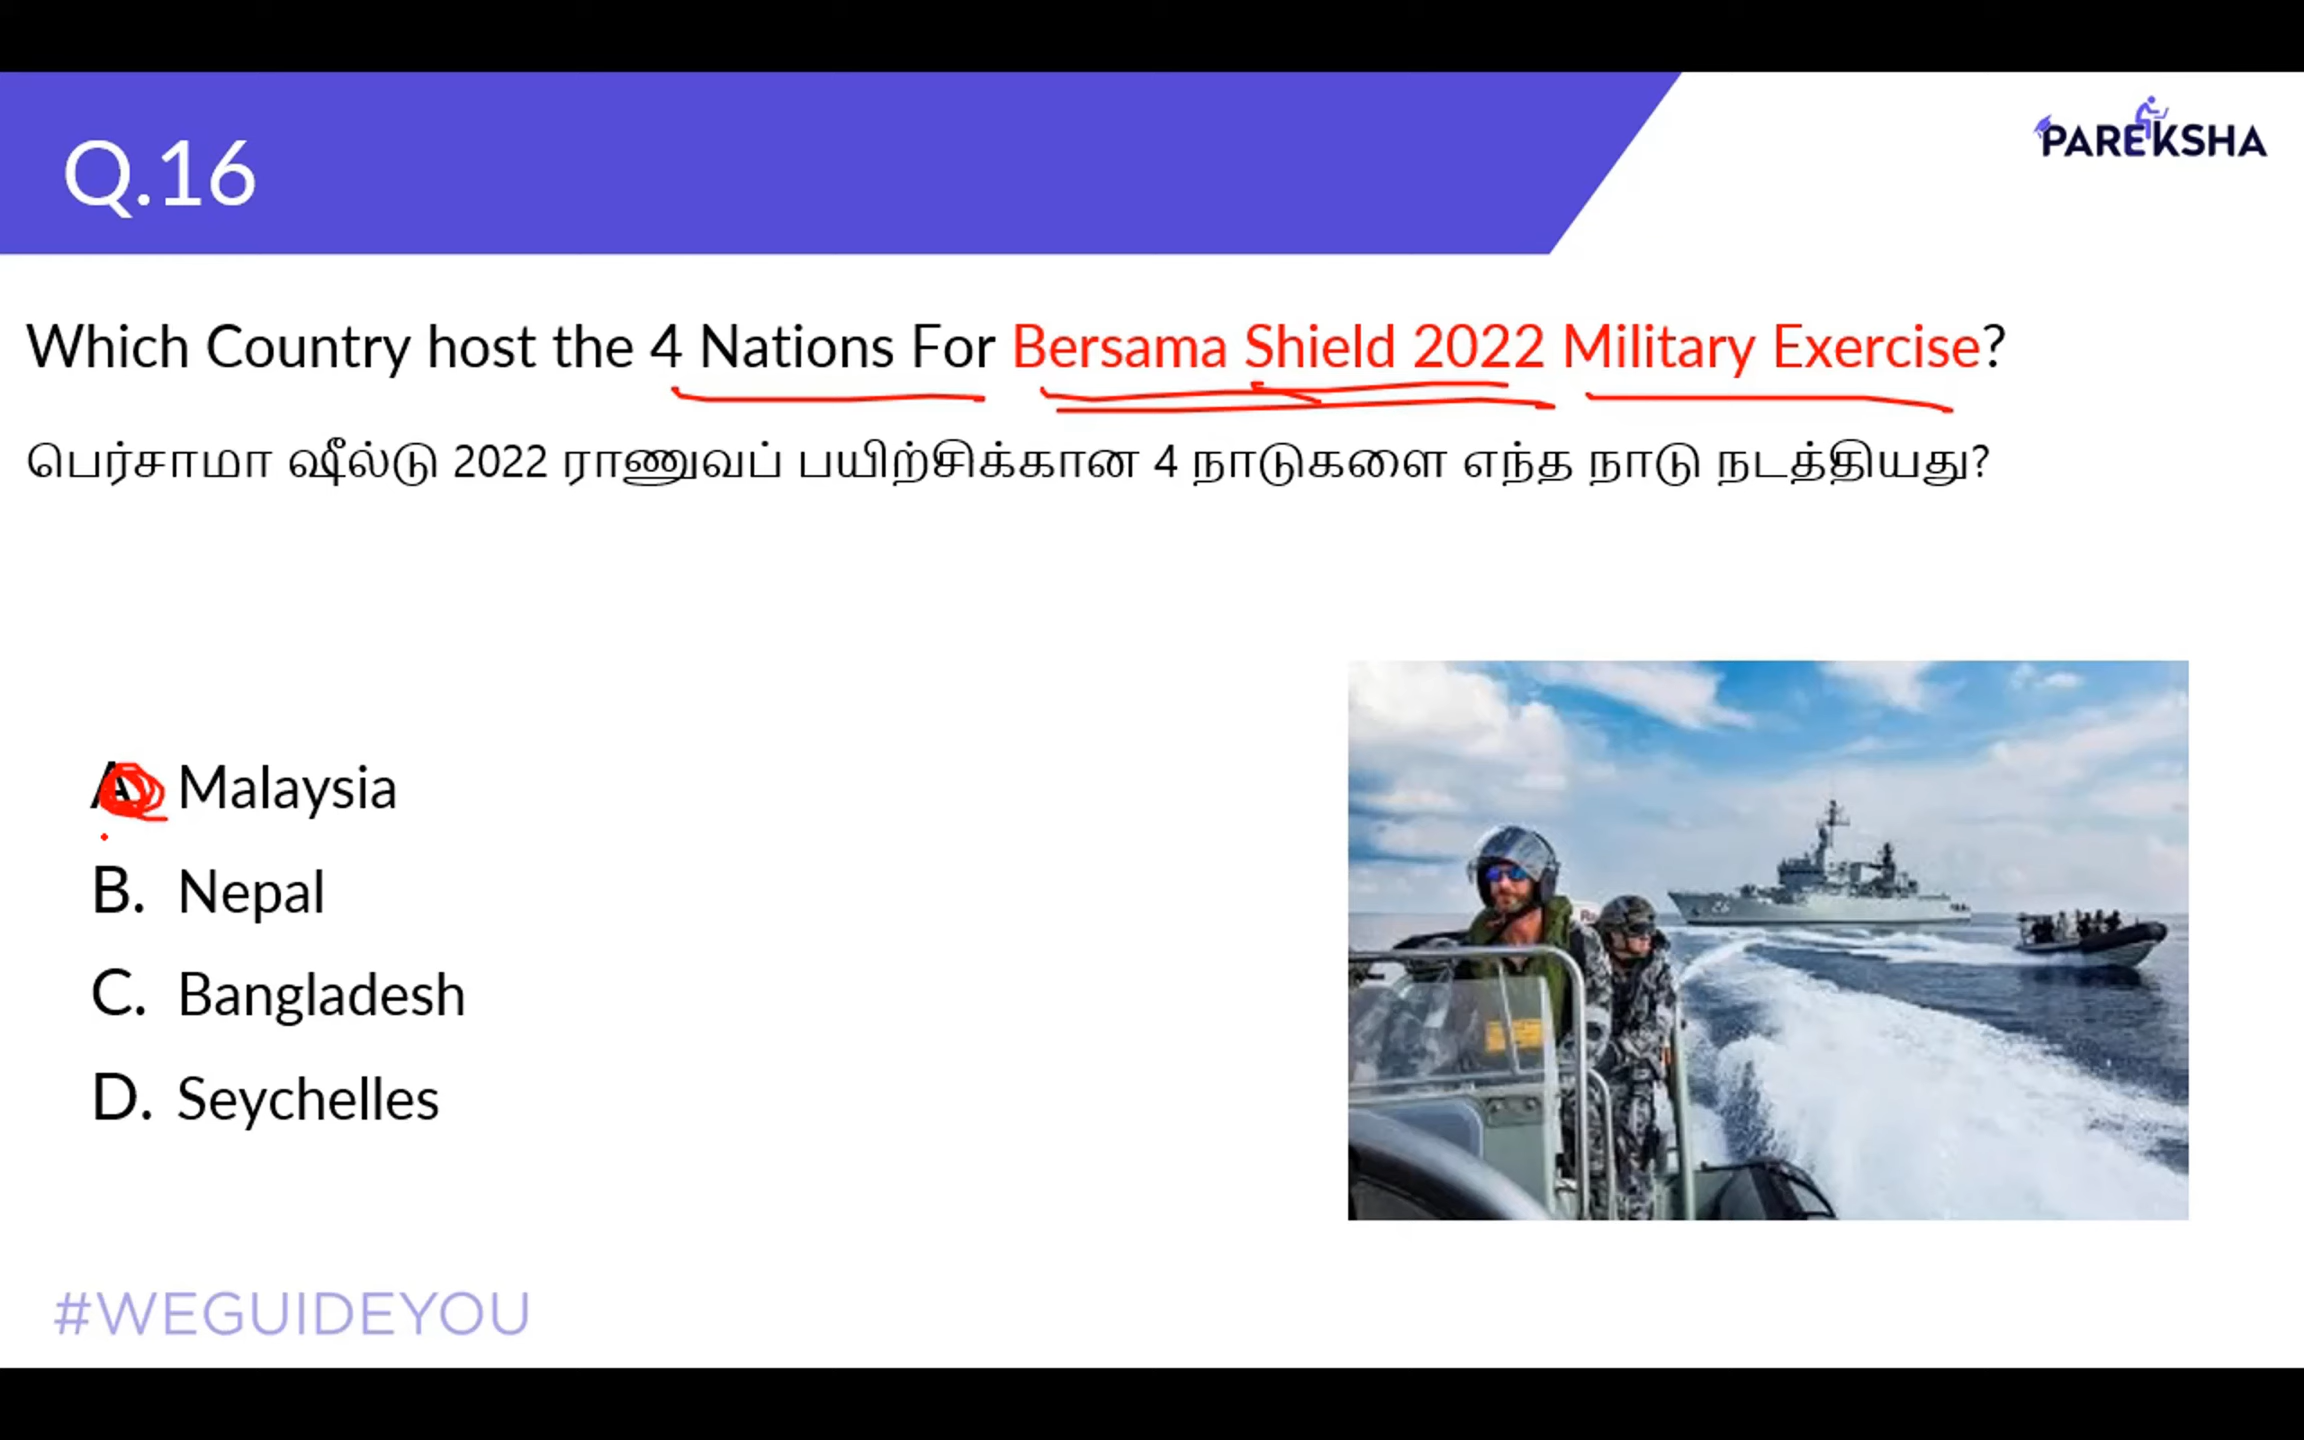 Q.16
PAREKSHA
Which Country host the 4 Nations For Bersama Shield 2022 Military Exercise?
பெர்சாமா ஷீல்டு 2022 ராணுவப் பயிற்சிக்கான 4 நாடுகளை எந்த நாடு நடத்தியது?
A. Malaysia
B. Nepal
C. Bangladesh
D. Seychelles
26
#WEGUIDEYOU